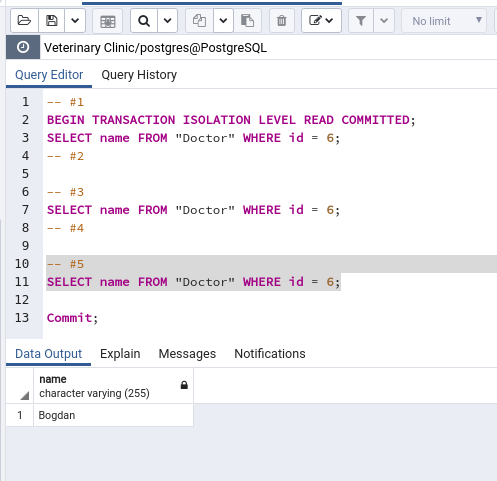 No limit
Veterinary Clinic/postgres@PostgreSQL
Query Editor Query History
1 -- #1
2 BEGIN TRANSACTION ISOLATION LEVEL READ COMMITTED;
3 SELECT name FROM "Doctor" WHERE id = 6;
4 -- #2
5
6 -- #3
7 SELECT name FROM "Doctor" WHERE id = 6;
8 -- #4
9
10 -- #5
11 SELECT name FROM "Doctor" WHERE id = 6;
12
13 Commit;
Data Output Explain Messages Notifications
name
character varying (255)
1 Bogdan